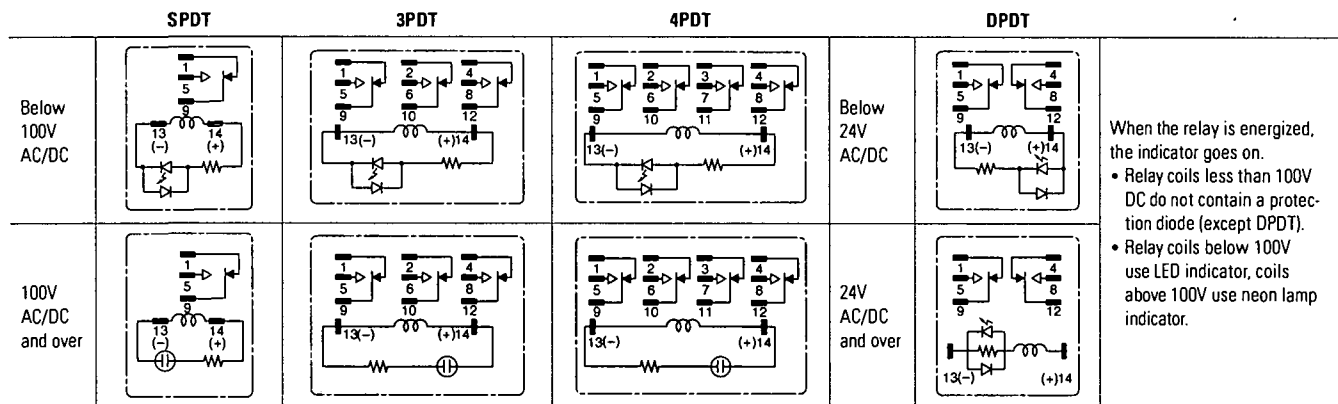 SPDT 3PDT 4PDT DPDT
Below
100V
AC/DC
1
5
9
13 14
(-) (+)
1 2 4
5 6 8
9 10 12
13(-) (+)14
1 2 3 4
5 6 7 8
9 10 11 12
13(-) (+)14
Below
24V
AC/DC
1 4
5 8
9 12
13(-) (+)14
When the relay is energized,
the indicator goes on.
• Relay coils less than 100V
DC do not contain a protec-
tion diode (except DPDT).
• Relay coils below 100V
use LED indicator, coils
above 100V use neon lamp
indicator.
100V
AC/DC
and over
1
5
9
13 14
(-) (+)
1 2 4
5 6 8
9 10 12
13(-) (+)14
1 2 3 4
5 6 7 8
9 10 11 12
13(-) (+)14
24V
AC/DC
and over
1 4
5 8
9 12
13(-) (+)14